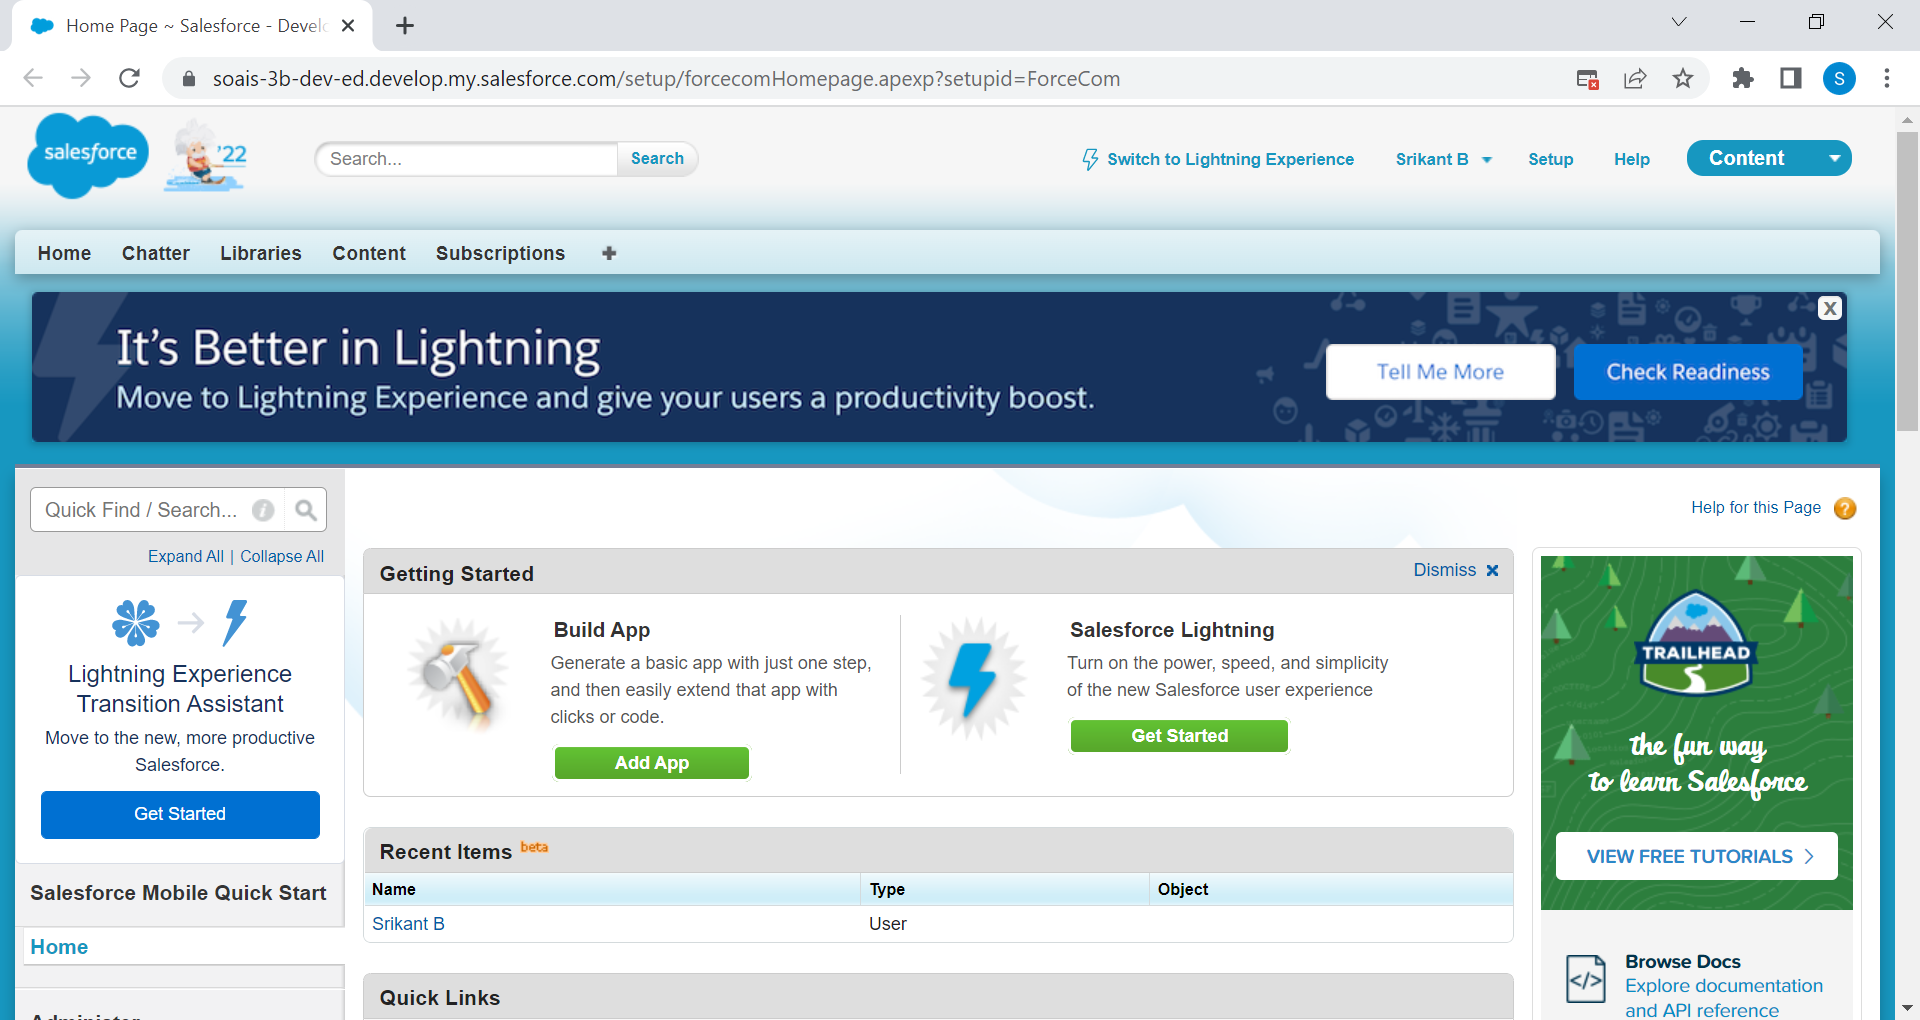 Home Page ~ Salesforce - Devel
soais-3b-dev-ed.develop.my.salesforce.com/setup/forcecomHomepage.apexp?setupid=ForceCom
S
salesforce
'22
Search...
Search
Switch to Lightning Experience
Srikant B
Setup
Help
Content
Home
Chatter
Libraries
Content
Subscriptions
It's Better in Lightning
Move to Lightning Experience and give your users a productivity boost.
Tell Me More
Check Readiness
X
Quick Find / Search...
Expand All | Collapse All
Lightning Experience
Transition Assistant
Move to the new, more productive
Salesforce.
Get Started
Salesforce Mobile Quick Start
Home
Administer
Help for this Page
Getting Started
Dismiss
Build App
Generate a basic app with just one step,
and then easily extend that app with
clicks or code.
Add App
Salesforce Lightning
Turn on the power, speed, and simplicity
of the new Salesforce user experience
Get Started
Recent Items beta
Name
Type
Object
Srikant B
User
Quick Links
TRAILHEAD
the fun way
to learn Salesforce
VIEW FREE TUTORIALS
Browse Docs
Explore documentation
and API reference